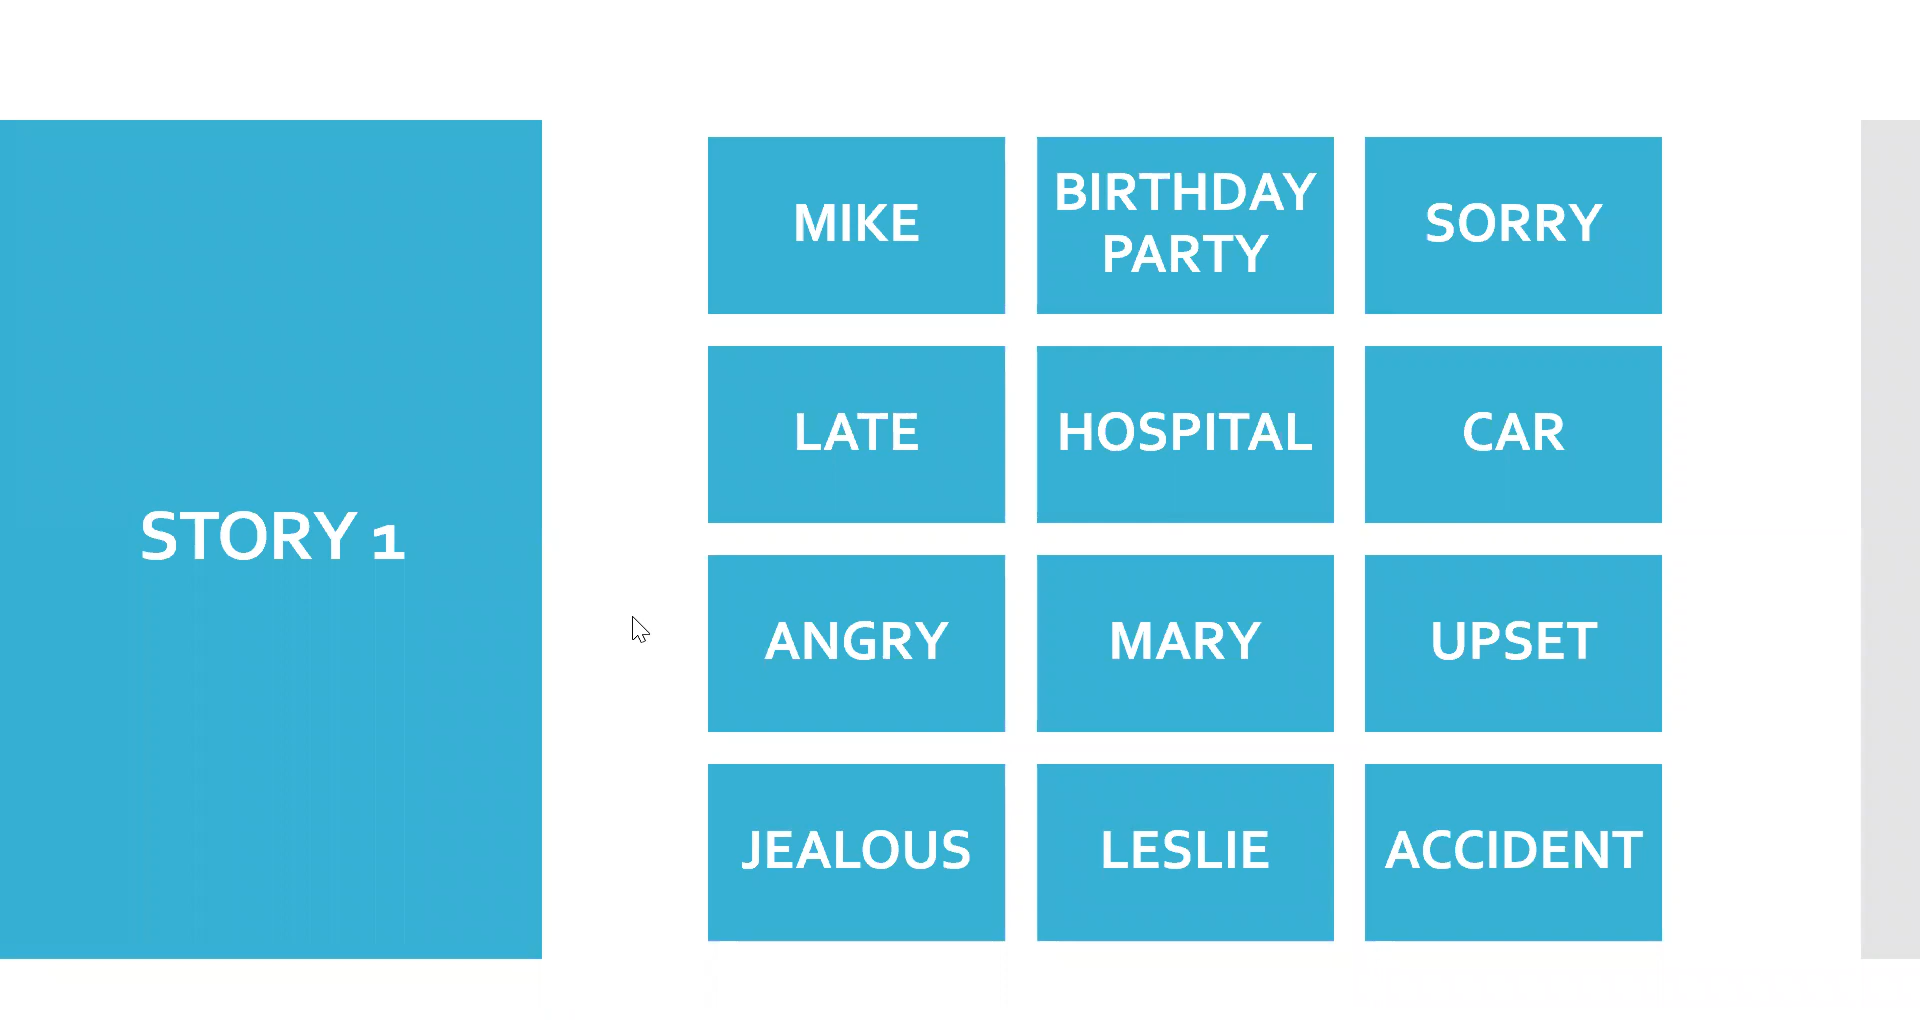 STORY 1
MIKE
BIRTHDAY
PARTY
SORRY
LATE
HOSPITAL
CAR
ANGRY
MARY
UPSET
JEALOUS
LESLIE
ACCIDENT